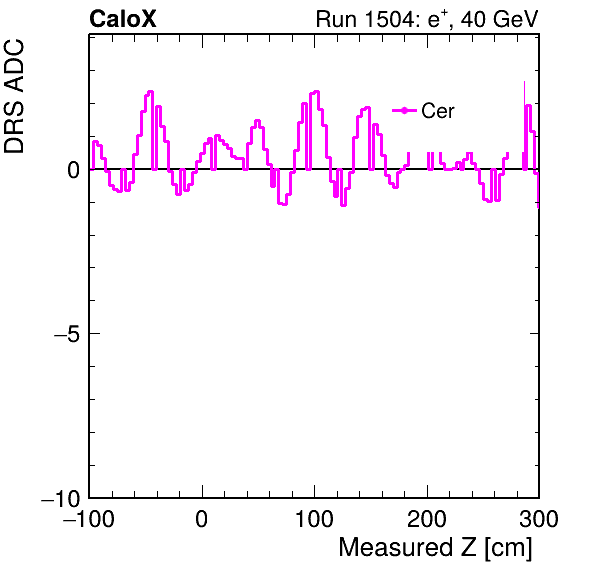 CaloX Run 1504: e⁺, 40 GeV
DRS ADC
Cer
0
−5
−10
−100 0 100 200 300
Measured Z [cm]